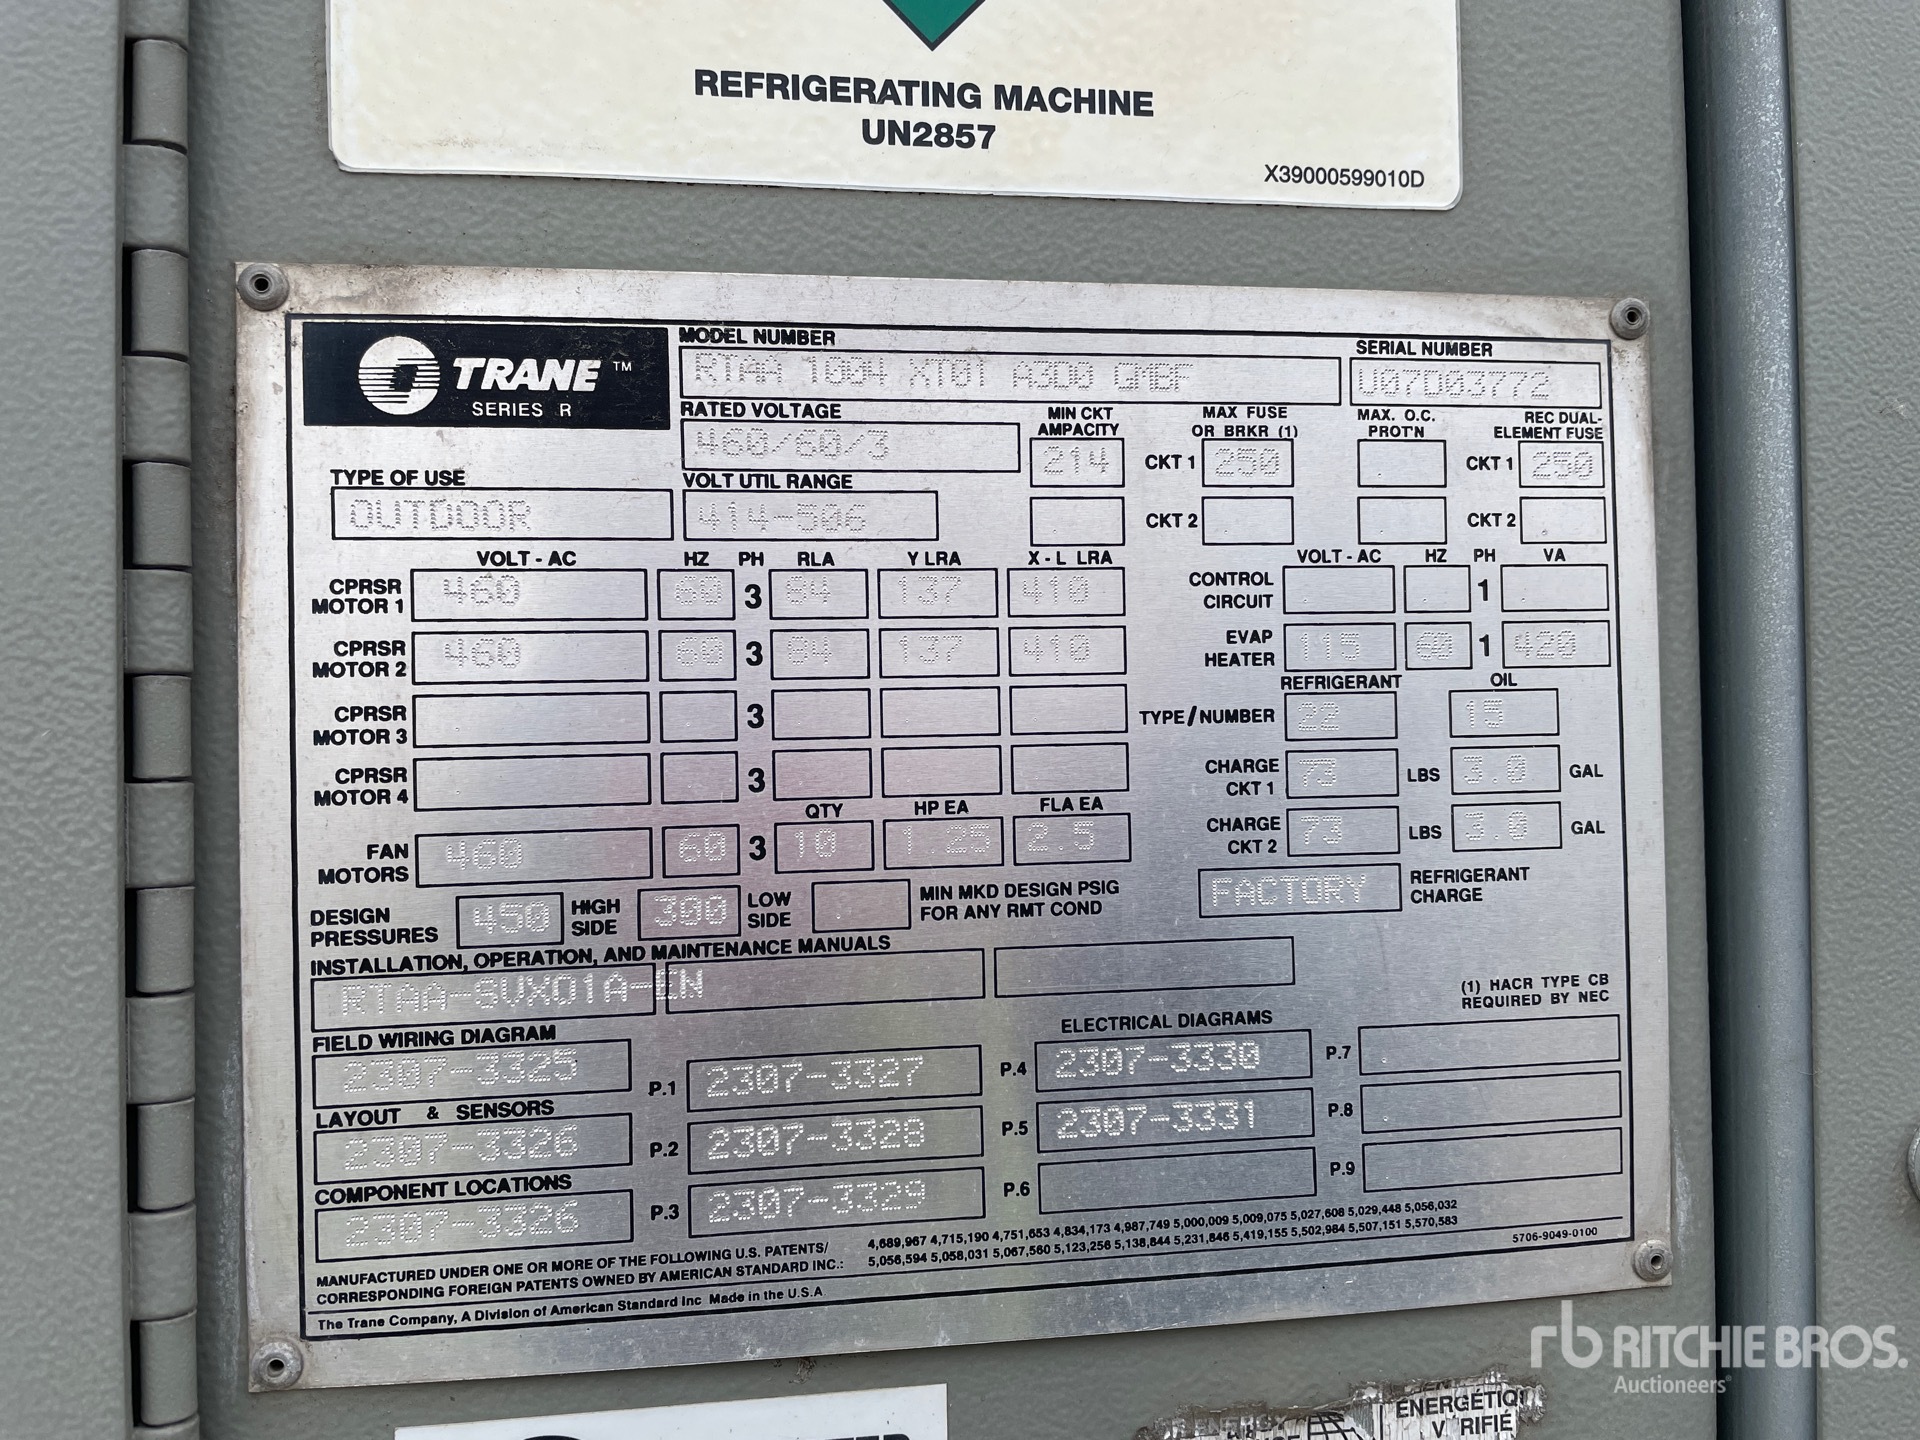 REFRIGERATING MACHINE
UN2857
X39000599010D
TRANE™
SERIES R
MODEL NUMBER
RTAA 1004 XT01 A3D0 GMBF
SERIAL NUMBER
U07D03772
RATED VOLTAGE
460/60/3
MIN CKT AMPACITY
214
MAX FUSE OR BRKR (1)
CKT 1 250
CKT 2
MAX. O.C. PROT'N
REC DUAL-ELEMENT FUSE
CKT 1 250
CKT 2
TYPE OF USE
OUTDOOR
VOLT UTIL RANGE
414-506
VOLT - AC HZ PH RLA Y LRA X - L LRA
CPRSR MOTOR 1 460 60 3 84 137 410
CPRSR MOTOR 2 460 60 3 84 137 410
CPRSR MOTOR 3 3
CPRSR MOTOR 4 3
QTY HP EA FLA EA
FAN MOTORS 460 60 3 10 1.25 2.5
VOLT - AC HZ PH VA
CONTROL CIRCUIT 1
EVAP HEATER 115 60 1 420
REFRIGERANT OIL
TYPE/NUMBER 22 15
CHARGE CKT 1 73 LBS 3.0 GAL
CHARGE CKT 2 73 LBS 3.0 GAL
FACTORY REFRIGERANT CHARGE
DESIGN PRESSURES 450 HIGH SIDE 300 LOW SIDE
MIN MKD DESIGN PSIG FOR ANY RMT COND
INSTALLATION, OPERATION, AND MAINTENANCE MANUALS
RTAA-SVX01A-EN
(1) HACR TYPE CB REQUIRED BY NEC
FIELD WIRING DIAGRAM
2307-3325
LAYOUT & SENSORS
2307-3326
COMPONENT LOCATIONS
2307-3326
ELECTRICAL DIAGRAMS
P.1 2307-3327
P.2 2307-3328
P.3 2307-3329
P.4 2307-3330
P.5 2307-3331
P.6
P.7
P.8
P.9
MANUFACTURED UNDER ONE OR MORE OF THE FOLLOWING U.S. PATENTS/
CORRESPONDING FOREIGN PATENTS OWNED BY AMERICAN STANDARD INC.:
4,689,967 4,715,190 4,751,653 4,834,173 4,987,749 5,000,009 5,009,075 5,027,608 5,029,448 5,056,032
5,056,594 5,058,031 5,067,560 5,123,256 5,138,844 5,231,846 5,419,155 5,502,984 5,507,151 5,570,583
5706-9049-0100
The Trane Company, A Division of American Standard Inc Made in the U.S.A
rb RITCHIE BROS.
Auctioneers
ENERGY
ÉNERGÉTIQU
V RIFIÉ